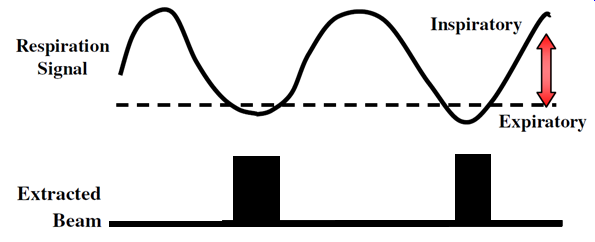 Inspiratory
Respiration
Signal
Expiratory
Extracted
Beam